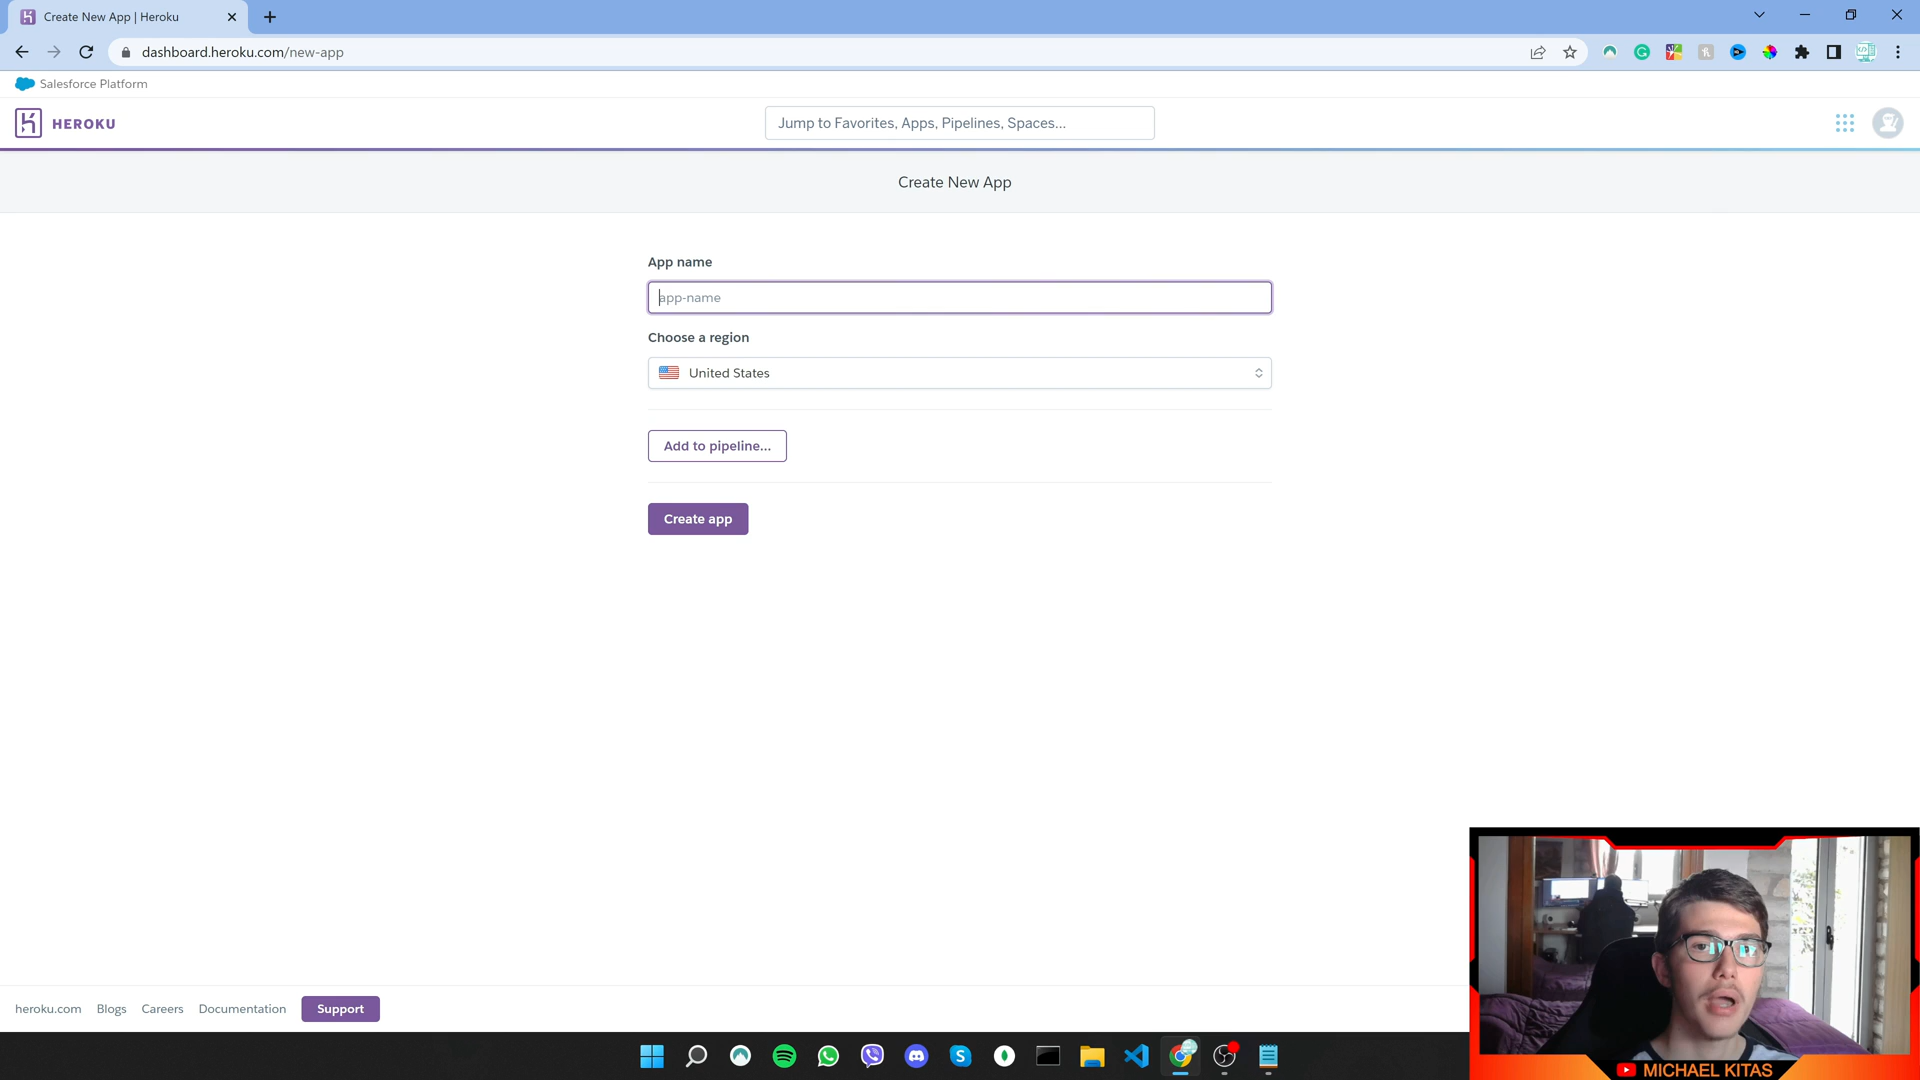 Create New App | Heroku
dashboard.heroku.com/new-app
Salesforce Platform
HEROKU
Jump to Favorites, Apps, Pipelines, Spaces...
Create New App
App name
app-name
Choose a region
United States
Add to pipeline...
Create app
heroku.com
Blogs
Careers
Documentation
Support
MICHAEL KITAS